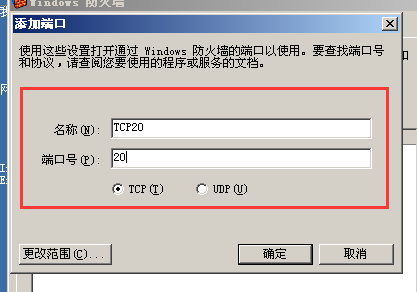 Windows 防火墙
添加端口
使用这些设置打开通过 Windows 防火墙的端口以使用。要查找端口号
和协议，请查阅您要使用的程序或服务的文档。
名称(N): TCP20
端口号(P): 20
TCP(T) UDP(U)
更改范围(C)... 确定 取消